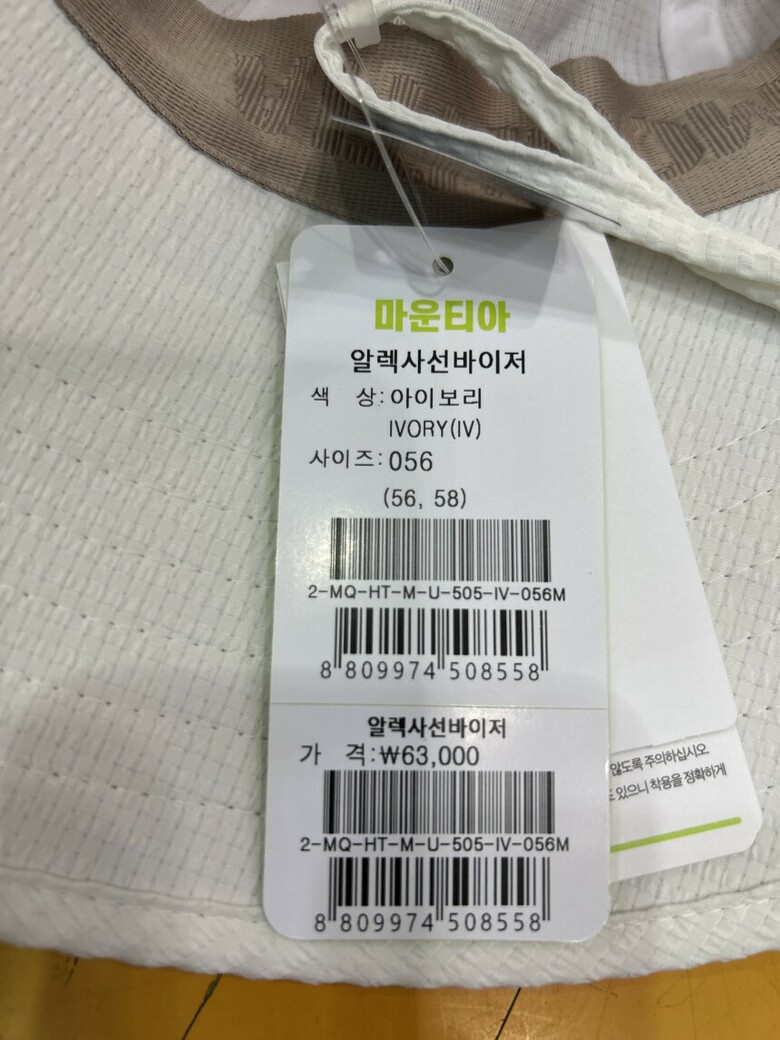 마운티아
알렉사선바이저
색 상:아이보리
IVORY(IV)
사이즈:056
(56, 58)
2-MQ-HT-M-U-505-IV-056M
8 809974 508558
알렉사선바이저
가 격:₩63,000
2-MQ-HT-M-U-505-IV-056M
8 809974 508558
않도록 주의하십시오
있으니 착용을 정확하게